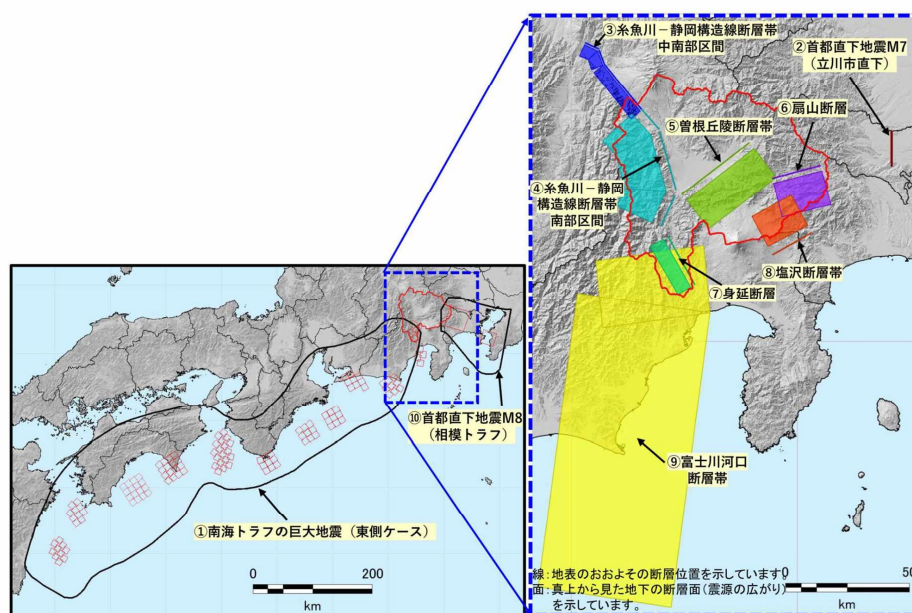 ③糸魚川－静岡構造線断層帯
中南部区間
②首都直下地震M7
（立川市直下）
⑥扇山断層
⑤曽根丘陵断層帯
④糸魚川－静岡
構造線断層帯
南部区間
⑧塩沢断層帯
⑦身延断層
⑩首都直下地震M8
（相模トラフ）
⑨富士川河口
断層帯
①南海トラフの巨大地震（東側ケース）
0 200
km
線：地表のおおよその断層位置を示しています。
面：真上から見た地下の断層面（震源の広がり）
を示しています。
0 50
km